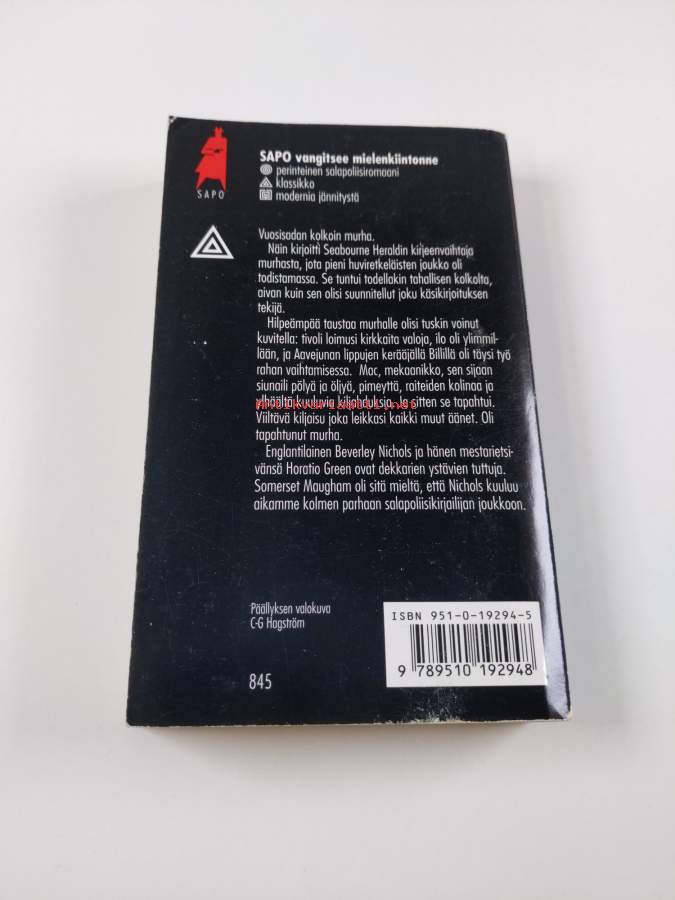 SAPO vangitsee mielenkiintonne
perinteinen salapoliisiromaani
klassikko
modernia jännitystä
SAPO
Vuosisadan kolkoin murha.
Näin kirjoitti Seabourne Heraldin kirjeenvaihtaja
murhasta, jota pieni huviretkeläisten joukko oli
todistamassa. Se tuntui todellakin tahallisen kolkolta,
aivan kuin sen olisi suunnitellut joku käsikirjoituksen
tekijä.
Hilpeämpää taustaa murhalle olisi tuskin voinut
kuvitella: tivoli loimusi kirkkaita valoja, ilo oli ylimmil-
lään, ja Aavejunan lippujen kerääjällä Billillä oli täysi työ
rahan vaihtamisessa. Mac, mekaanikko, sen sijaan
siunaili pölyä ja öljyä, pimeyttä, raiteiden kolinaa ja
ylhäältä kuuluvia kiljahduksia. Ja sitten se tapahtui.
Antikvariaatti.net
Viiltävä kiljaisu joka leikkasi kaikki muut äänet. Oli
tapahtunut murha.
Englantilainen Beverley Nichols ja hänen mestarietsi-
vänsä Horatio Green ovat dekkarien ystävien tuttuja.
Somerset Maugham oli sitä mieltä, että Nichols kuuluu
aikamme kolmen parhaan salapoliisikirjailijan joukkoon.
Päällyksen valokuva
C-G Hagström
845
ISBN 951-0-19294-5
9 789510 192948